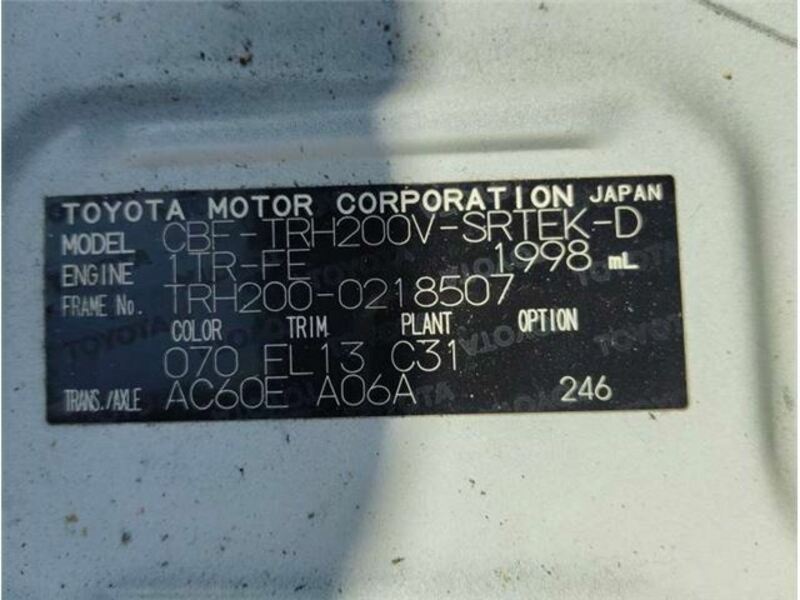 TOYOTA MOTOR CORPORATION JAPAN
MODEL CBF-TRH200V-SRTEK-D
ENGINE 1TR-FE 1998 mL
FRAME No. TRH200-0218507
COLOR TRIM PLANT OPTION
070 FL13 C31
TRANS./AXLE AC60E A06A 246